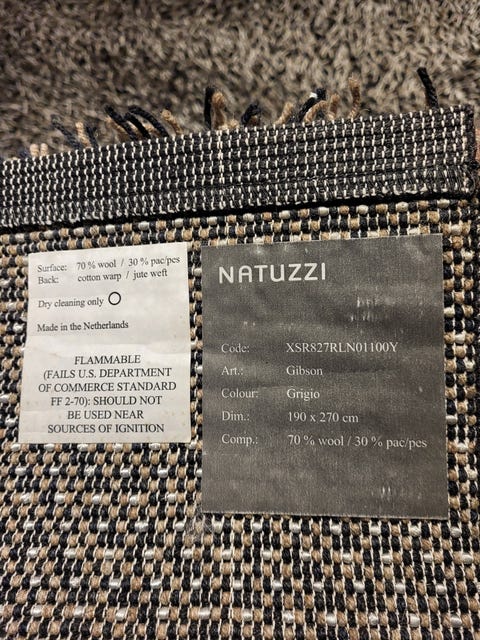 Surface: 70 % wool / 30 % pac/pes
Back: cotton warp / jute weft
Dry cleaning only
Made in the Netherlands
FLAMMABLE
(FAILS U.S. DEPARTMENT
OF COMMERCE STANDARD
FF 2-70): SHOULD NOT
BE USED NEAR
SOURCES OF IGNITION
NATUZZI
Code: XSR827RLN01100Y
Art.: Gibson
Colour: Grigio
Dim.: 190 x 270 cm
Comp.: 70 % wool / 30 % pac/pes